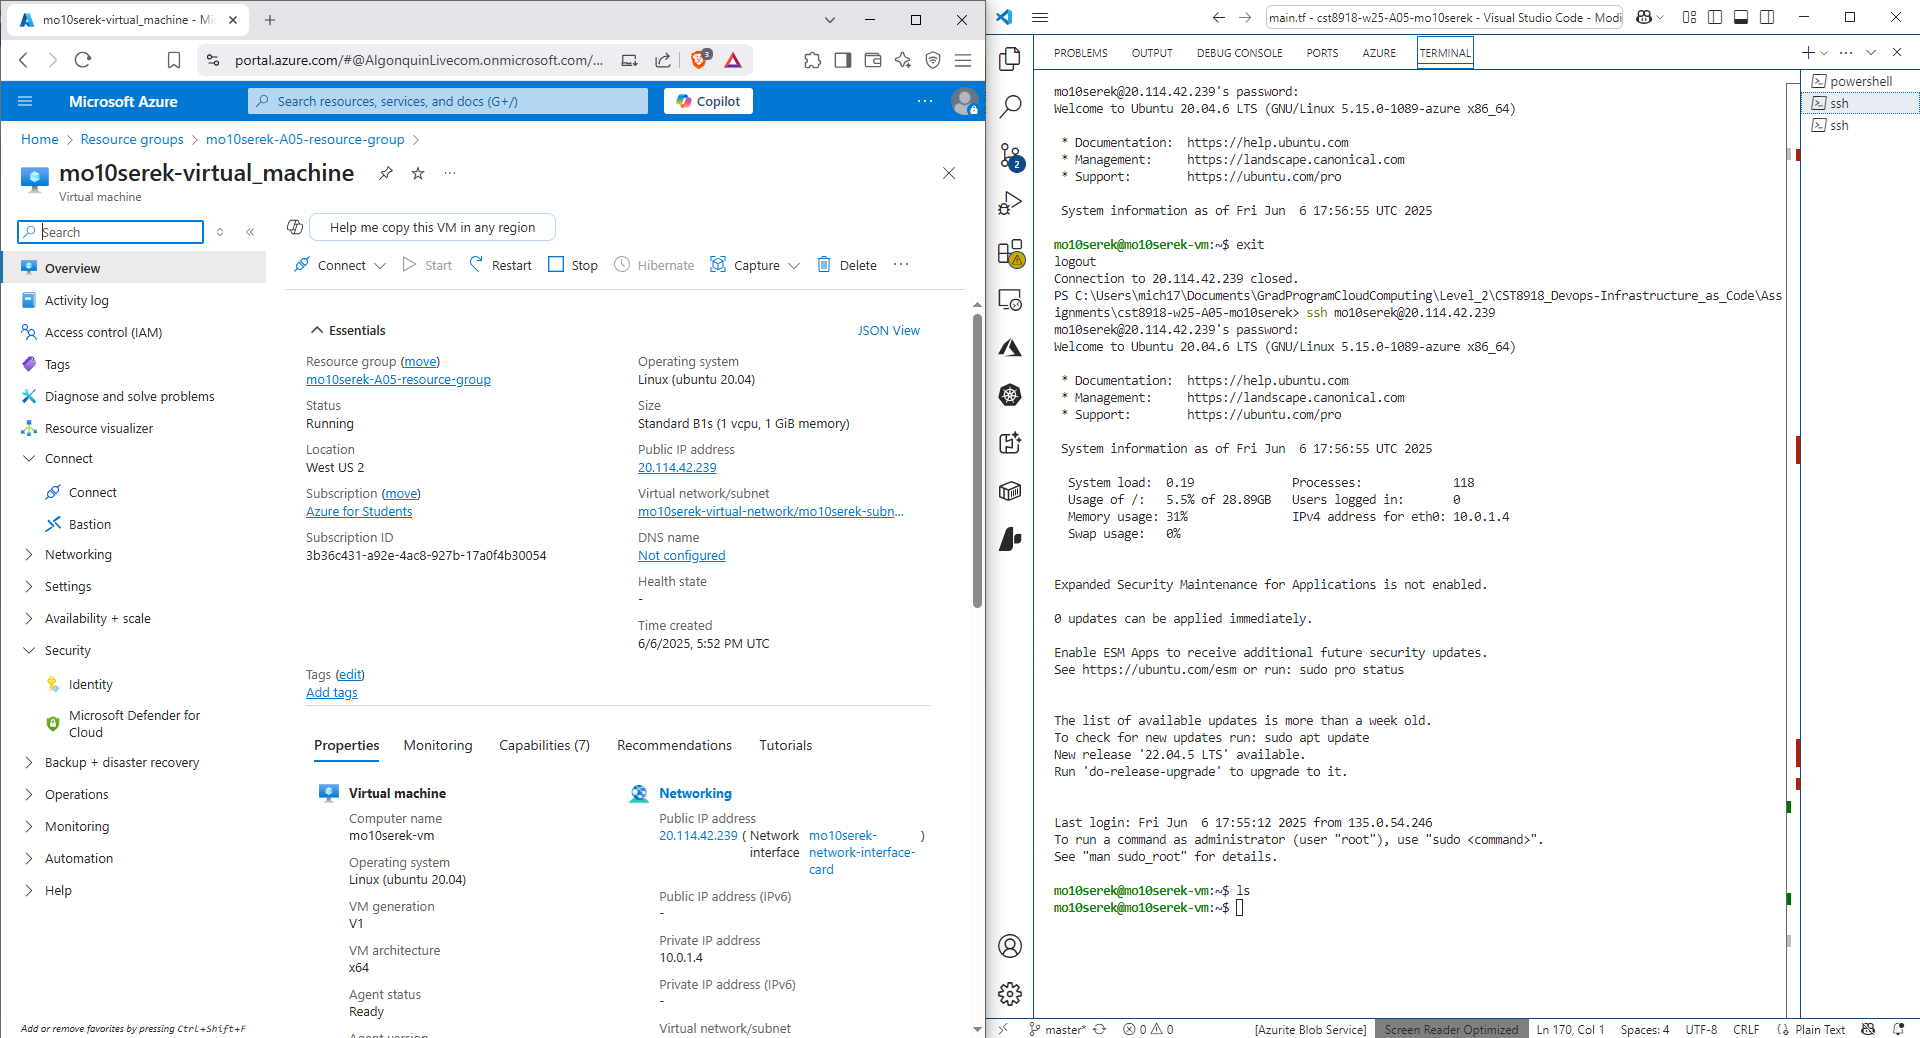 mo10serek-virtual_machine - Mi
portal.azure.com/#@AlgonquinLivecom.onmicrosoft.com/...
3
Microsoft Azure
Search resources, services, and docs (G+/)
Copilot
Home > Resource groups > mo10serek-A05-resource-group >
mo10serek-virtual_machine
Virtual machine
Search
Overview
Activity log
Access control (IAM)
Tags
Diagnose and solve problems
Resource visualizer
Connect
Connect
Bastion
Networking
Settings
Availability + scale
Security
Identity
Microsoft Defender for
Cloud
Backup + disaster recovery
Operations
Monitoring
Automation
Help
Add or remove favorites by pressing Ctrl+Shift+F
Help me copy this VM in any region
Connect Start Restart Stop Hibernate Capture Delete ...
Essentials
JSON View
Resource group (move)
mo10serek-A05-resource-group
Status
Running
Location
West US 2
Subscription (move)
Azure for Students
Subscription ID
3b36c431-a92e-4ac8-927b-17a0f4b30054
Operating system
Linux (ubuntu 20.04)
Size
Standard B1s (1 vcpu, 1 GiB memory)
Public IP address
20.114.42.239
Virtual network/subnet
mo10serek-virtual-network/mo10serek-subn...
DNS name
Not configured
Health state
-
Time created
6/6/2025, 5:52 PM UTC
Tags (edit)
Add tags
Properties Monitoring Capabilities (7) Recommendations Tutorials
Virtual machine
Computer name
mo10serek-vm
Operating system
Linux (ubuntu 20.04)
VM generation
V1
VM architecture
x64
Agent status
Ready
Agent version
Networking
Public IP address
20.114.42.239 ( Network interface mo10serek-network-interface-card )
Public IP address (IPv6)
-
Private IP address
10.0.1.4
Private IP address (IPv6)
-
Virtual network/subnet
main.tf - cst8918-w25-A05-mo10serek - Visual Studio Code - Modi
PROBLEMS OUTPUT DEBUG CONSOLE PORTS AZURE TERMINAL
powershell
ssh
ssh
2
mo10serek@20.114.42.239's password:
Welcome to Ubuntu 20.04.6 LTS (GNU/Linux 5.15.0-1089-azure x86_64)
* Documentation: https://help.ubuntu.com
* Management: https://landscape.canonical.com
* Support: https://ubuntu.com/pro
System information as of Fri Jun 6 17:56:55 UTC 2025
mo10serek@mo10serek-vm:~$ exit
logout
Connection to 20.114.42.239 closed.
PS C:\Users\mich17\Documents\GradProgramCloudComputing\Level_2\CST8918_Devops-Infrastructure_as_Code\Ass
ignments\cst8918-w25-A05-mo10serek> ssh mo10serek@20.114.42.239
mo10serek@20.114.42.239's password:
Welcome to Ubuntu 20.04.6 LTS (GNU/Linux 5.15.0-1089-azure x86_64)
* Documentation: https://help.ubuntu.com
* Management: https://landscape.canonical.com
* Support: https://ubuntu.com/pro
System information as of Fri Jun 6 17:56:55 UTC 2025
System load: 0.19 Processes: 118
Usage of /: 5.5% of 28.89GB Users logged in: 0
Memory usage: 31% IPv4 address for eth0: 10.0.1.4
Swap usage: 0%
Expanded Security Maintenance for Applications is not enabled.
0 updates can be applied immediately.
Enable ESM Apps to receive additional future security updates.
See https://ubuntu.com/esm or run: sudo pro status
The list of available updates is more than a week old.
To check for new updates run: sudo apt update
New release '22.04.5 LTS' available.
Run 'do-release-upgrade' to upgrade to it.
Last login: Fri Jun 6 17:55:12 2025 from 135.0.54.246
To run a command as administrator (user "root"), use "sudo <command>".
See "man sudo_root" for details.
mo10serek@mo10serek-vm:~$ ls
mo10serek@mo10serek-vm:~$
master* 0 0 [Azurite Blob Service] Screen Reader Optimized Ln 170, Col 1 Spaces: 4 UTF-8 CRLF Plain Text